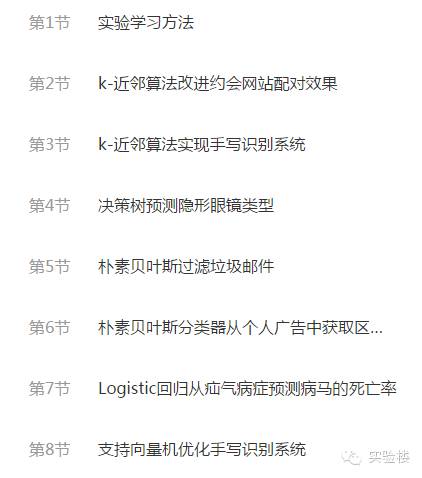 第1节 实验学习方法
第2节 k-近邻算法改进约会网站配对效果
第3节 k-近邻算法实现手写识别系统
第4节 决策树预测隐形眼镜类型
第5节 朴素贝叶斯过滤垃圾邮件
第6节 朴素贝叶斯分类器从个人广告中获取区...
第7节 Logistic回归从疝气病症预测病马的死亡率
第8节 支持向量机优化手写识别系统
实验楼